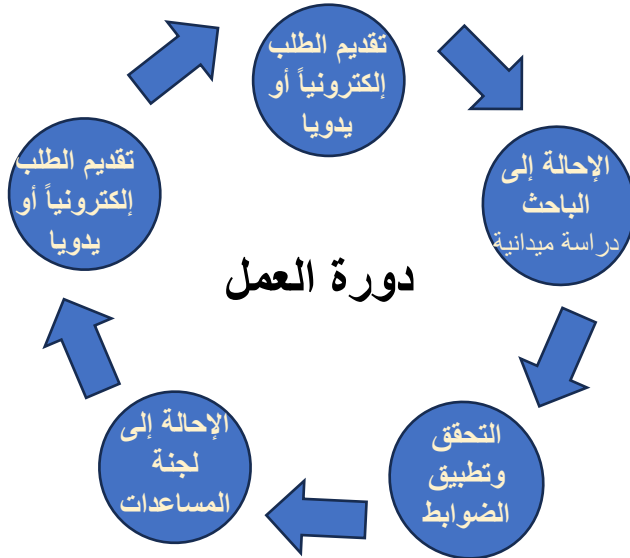 تقديم الطلب
إلكترونياً أو
يدويا
الإحالة إلى
الباحث
دراسة ميدانية
التحقق
وتطبيق
الضوابط
الإحالة إلى
لجنة
المساعدات
تقديم الطلب
إلكترونياً أو
يدويا
دورة العمل